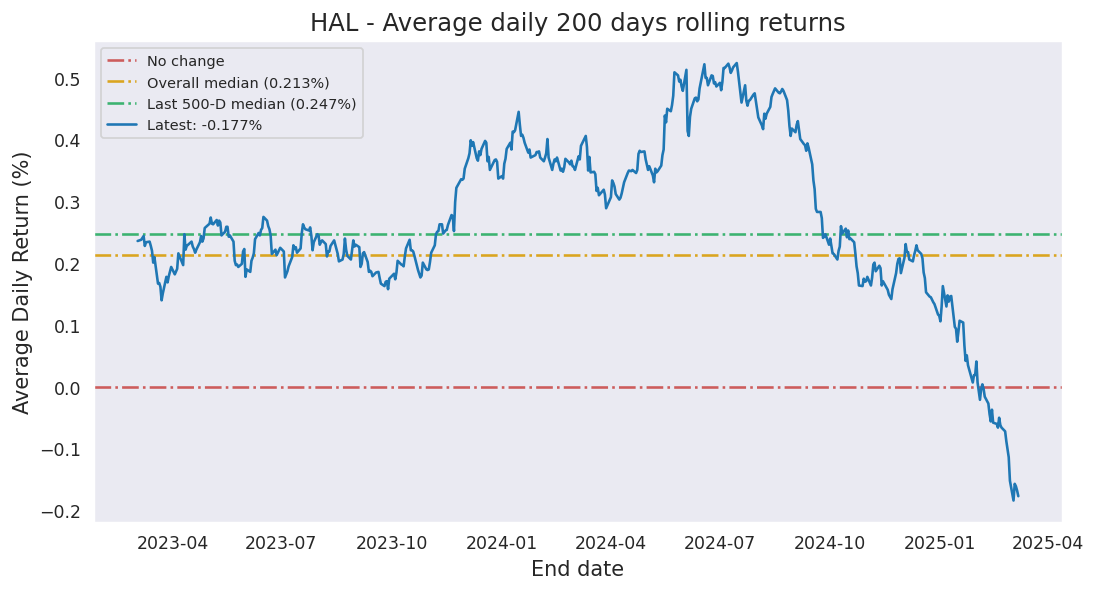 HAL - Average daily 200 days rolling returns
No change
Overall median (0.213%)
Last 500-D median (0.247%)
Latest: -0.177%
Average Daily Return (%)
0.5
0.4
0.3
0.2
0.1
0.0
−0.1
−0.2
2023-04 2023-07 2023-10 2024-01 2024-04 2024-07 2024-10 2025-01 2025-04
End date